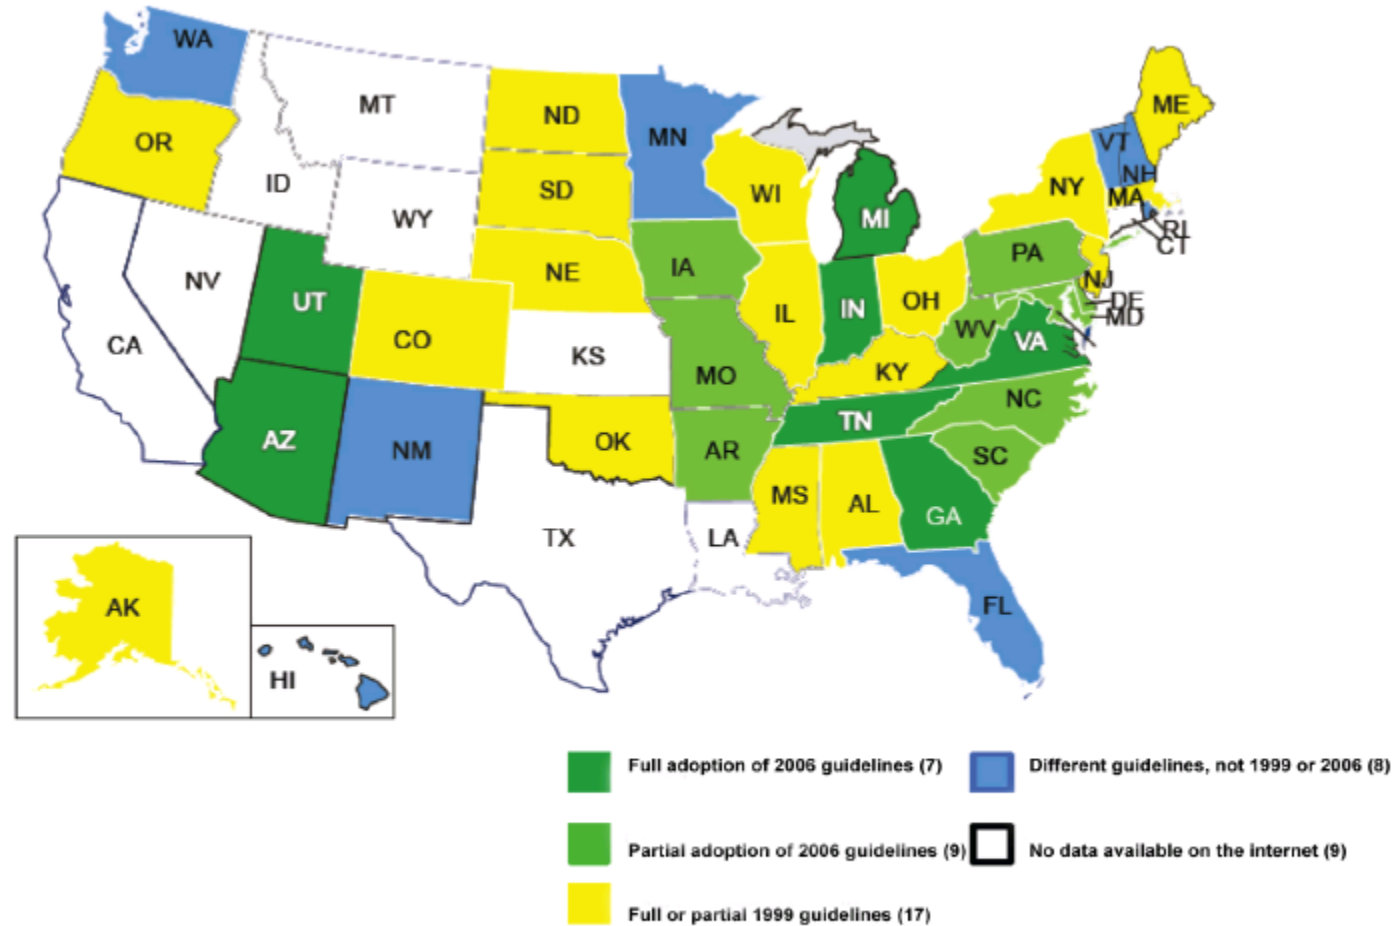 WA
MT
ND
MN
ME
OR
VT
ID
SD
WI
NY
NH
WY
MI
MA
RI
CT
NV
UT
NE
IA
PA
NJ
CO
IL
IN
OH
DE
MD
CA
KS
MO
WV
VA
KY
NC
AZ
NM
OK
AR
TN
SC
MS
AL
GA
TX
LA
AK
FL
HI
Full adoption of 2006 guidelines (7)
Different guidelines, not 1999 or 2006 (8)
Partial adoption of 2006 guidelines (9)
No data available on the internet (9)
Full or partial 1999 guidelines (17)